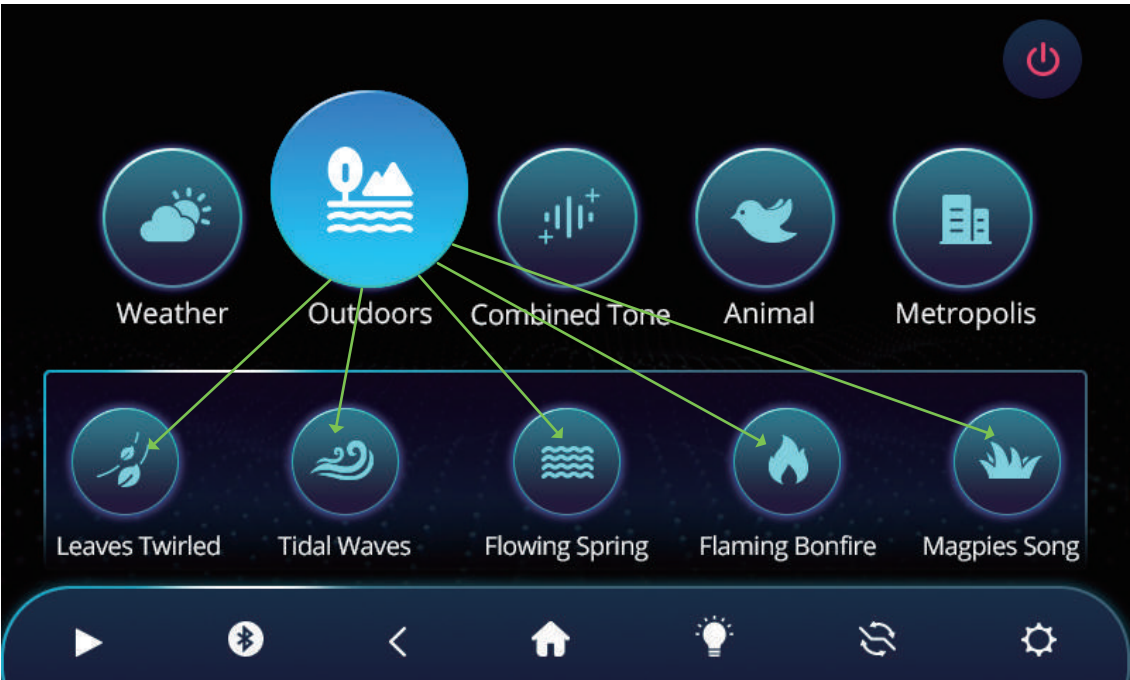 Weather
Outdoors
Combined Tone
Animal
Metropolis
Leaves Twirled
Tidal Waves
Flowing Spring
Flaming Bonfire
Magpies Song